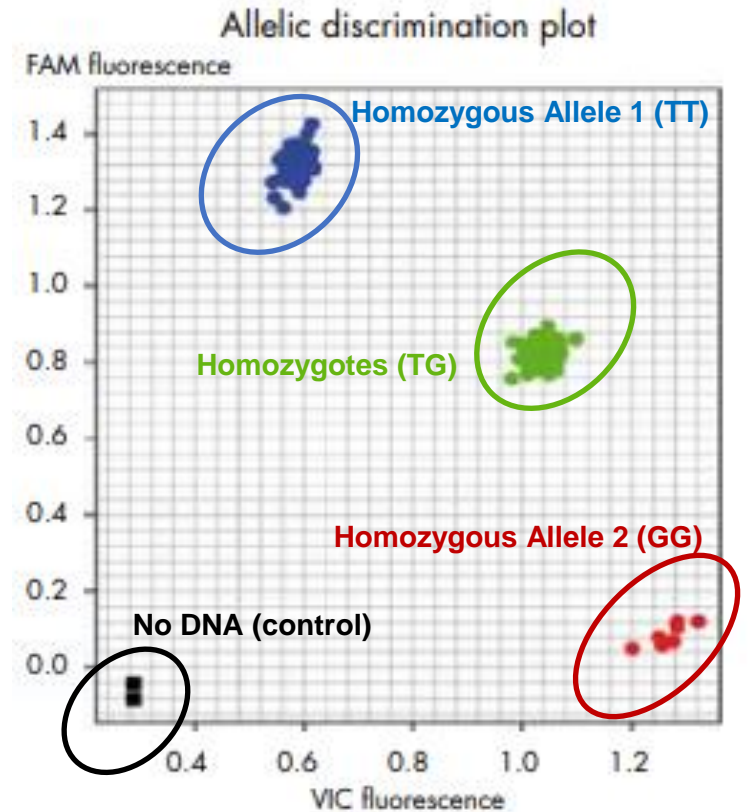 Allelic discrimination plot
FAM fluorescence
Homozygous Allele 1 (TT)
1.4
1.2
1.0
0.8
Homozygotes (TG)
0.6
0.4
Homozygous Allele 2 (GG)
0.2
No DNA (control)
0.0
0.4 0.6 0.8 1.0 1.2
VIC fluorescence